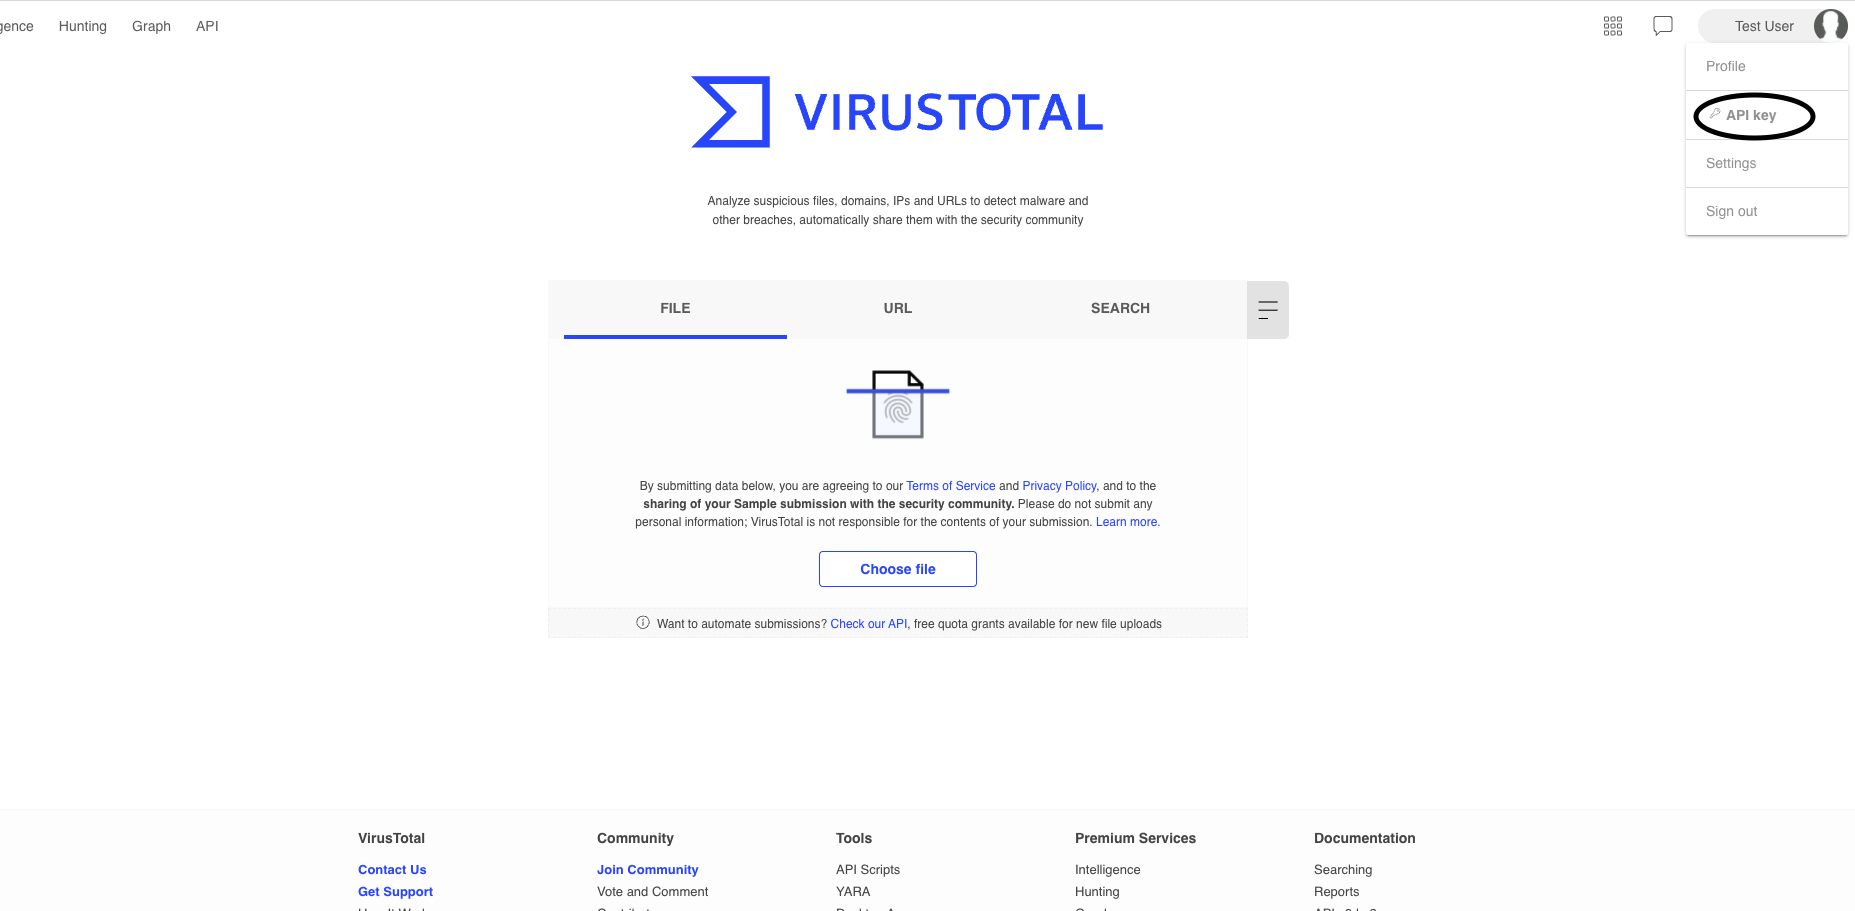 Hunting
Graph
API
Test User
Profile
API key
Settings
Sign out
VIRUSTOTAL
Analyze suspicious files, domains, IPs and URLs to detect malware and
other breaches, automatically share them with the security community
FILE
URL
SEARCH
By submitting data below, you are agreeing to our Terms of Service and Privacy Policy, and to the
sharing of your Sample submission with the security community. Please do not submit any
personal information; VirusTotal is not responsible for the contents of your submission. Learn more.
Choose file
Want to automate submissions? Check our API, free quota grants available for new file uploads
VirusTotal
Contact Us
Get Support
Community
Join Community
Vote and Comment
Tools
API Scripts
YARA
Premium Services
Intelligence
Hunting
Documentation
Searching
Reports